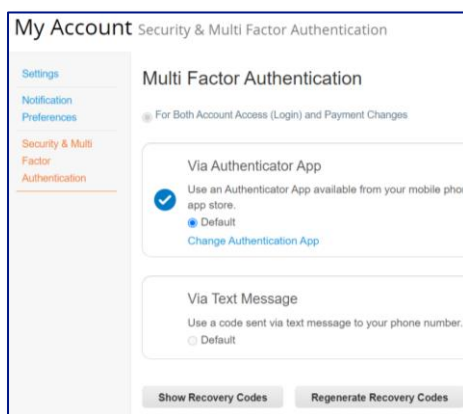 My Account Security & Multi Factor Authentication
Settings
Notification
Preferences
Security & Multi
Factor
Authentication
Multi Factor Authentication
For Both Account Access (Login) and Payment Changes
Via Authenticator App
Use an Authenticator App available from your mobile phon
app store.
Default
Change Authentication App
Via Text Message
Use a code sent via text message to your phone number.
Default
Show Recovery Codes
Regenerate Recovery Codes